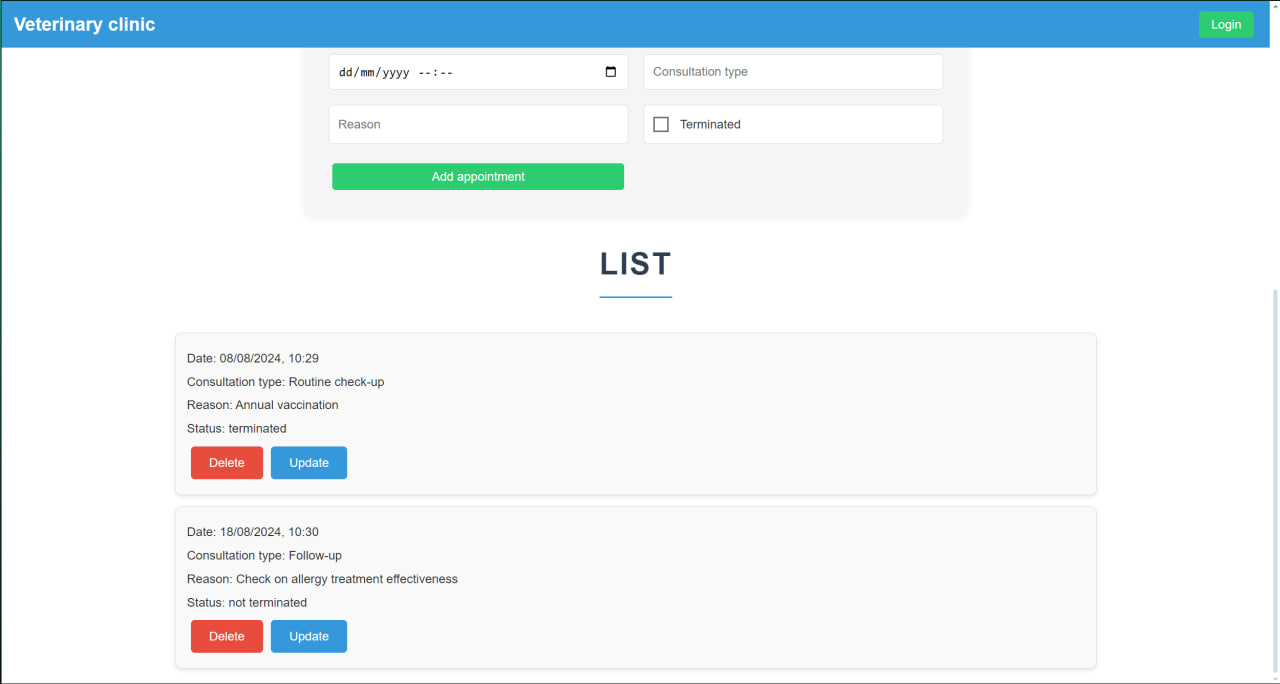 Veterinary clinic
Login
dd/mm/yyyy --:--
Consultation type
Reason
Terminated
Add appointment
LIST
Date: 08/08/2024, 10:29
Consultation type: Routine check-up
Reason: Annual vaccination
Status: terminated
Delete
Update
Date: 18/08/2024, 10:30
Consultation type: Follow-up
Reason: Check on allergy treatment effectiveness
Status: not terminated
Delete
Update